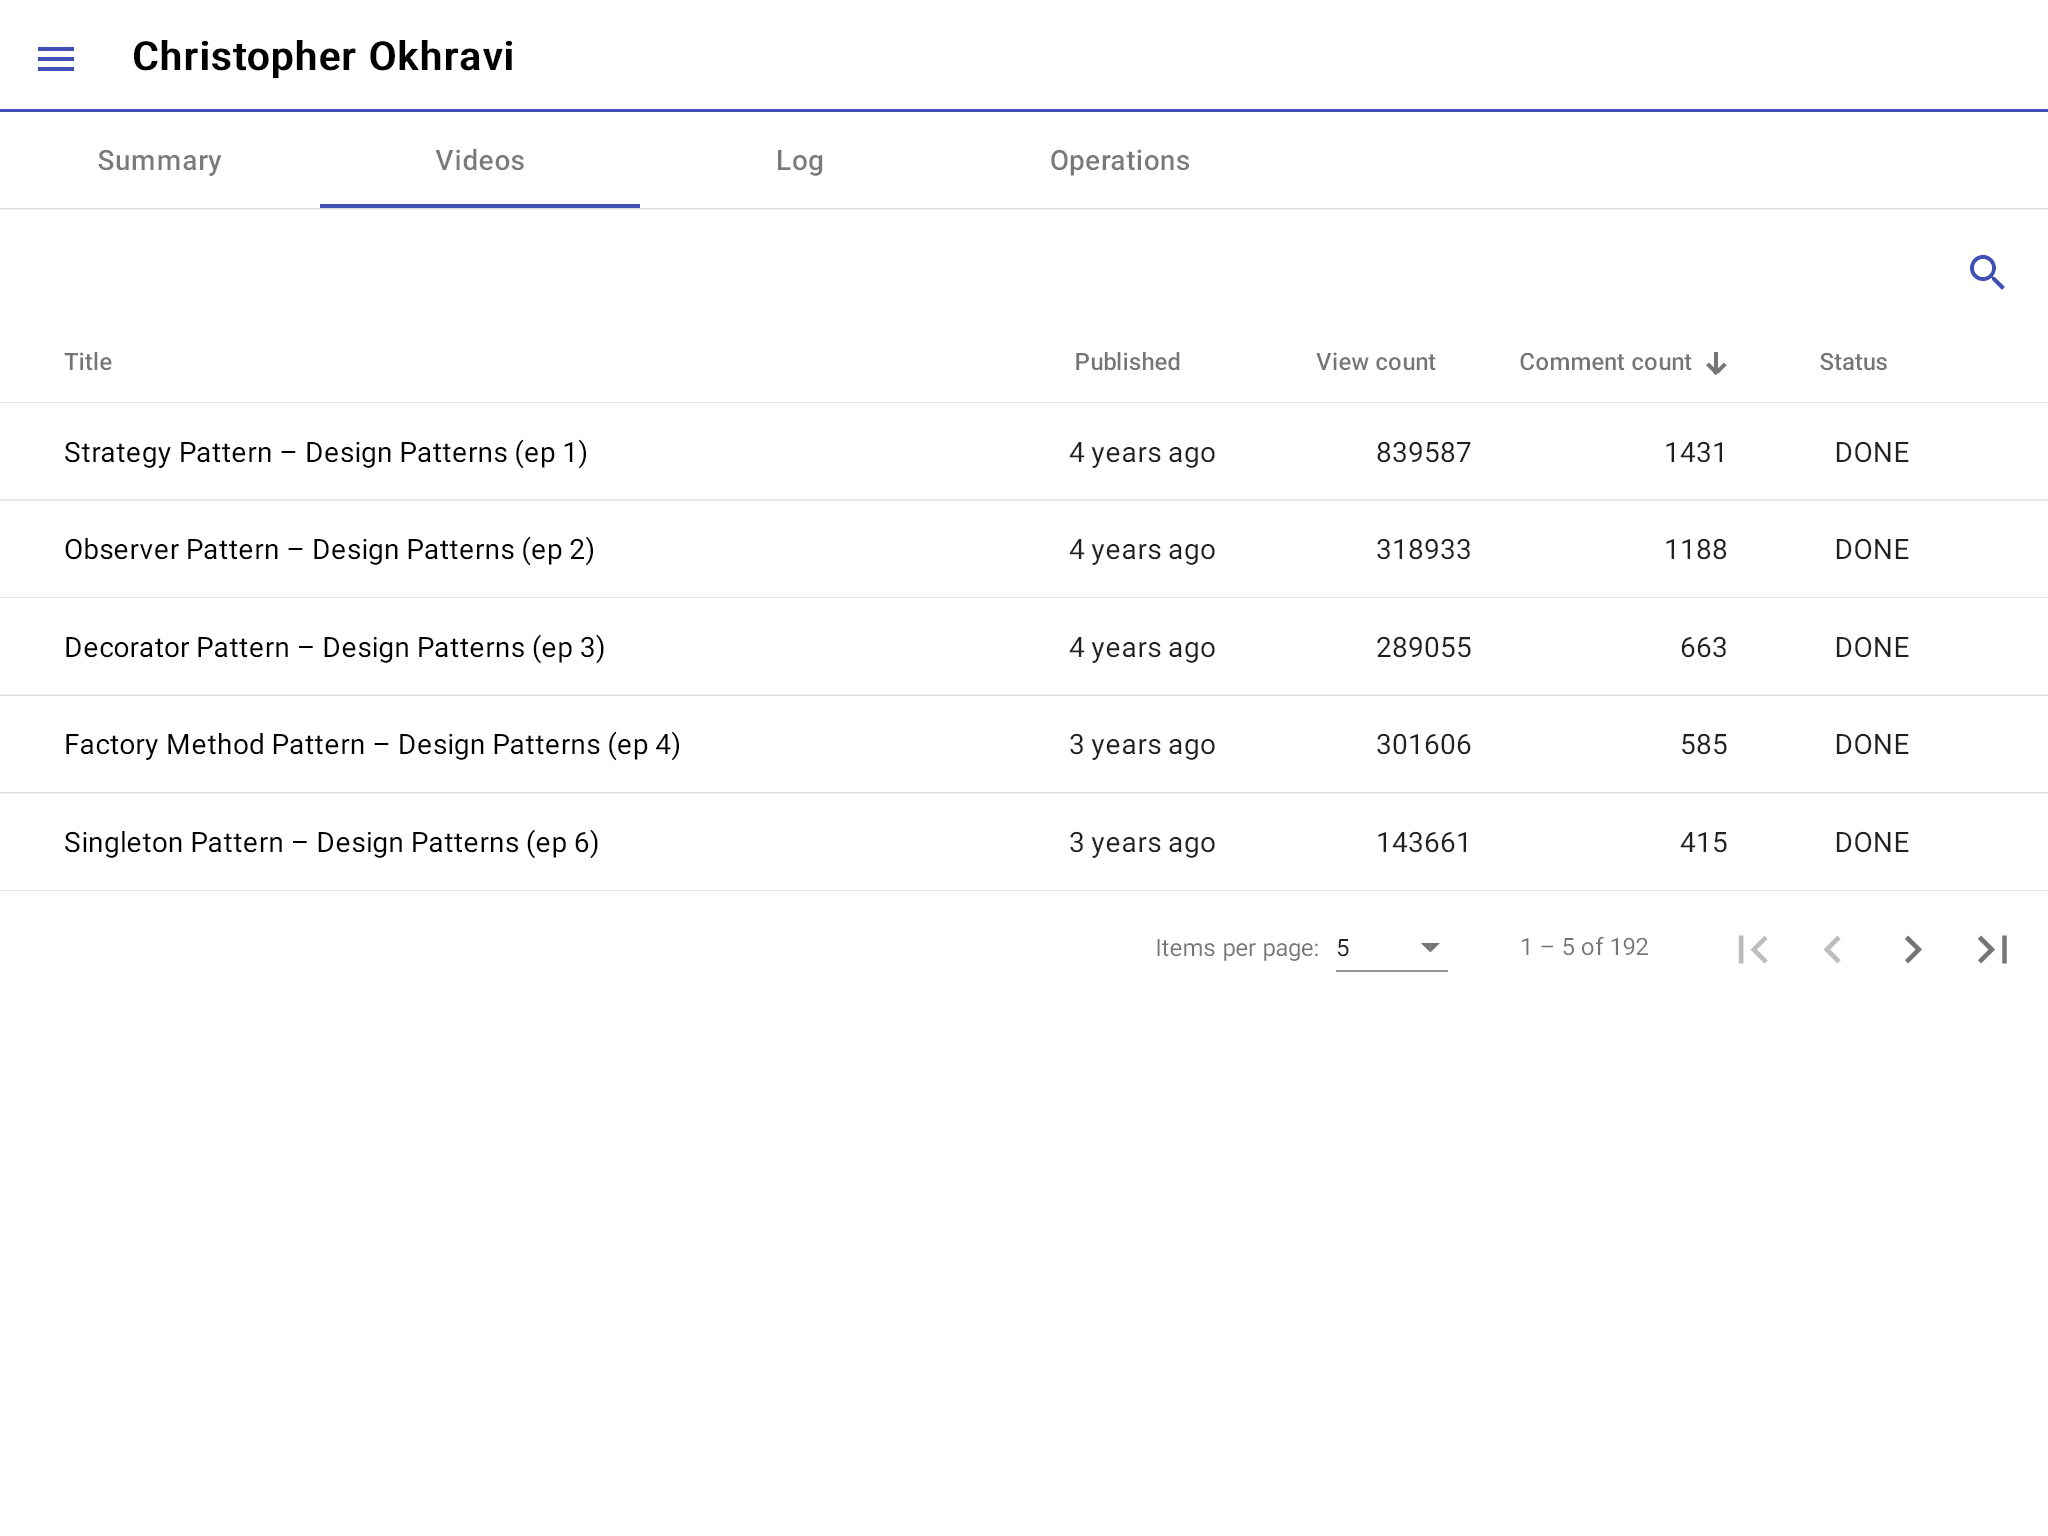 Christopher Okhravi
Summary Videos Log Operations
Title Published View count Comment count Status
Strategy Pattern – Design Patterns (ep 1) 4 years ago 839587 1431 DONE
Observer Pattern – Design Patterns (ep 2) 4 years ago 318933 1188 DONE
Decorator Pattern – Design Patterns (ep 3) 4 years ago 289055 663 DONE
Factory Method Pattern – Design Patterns (ep 4) 3 years ago 301606 585 DONE
Singleton Pattern – Design Patterns (ep 6) 3 years ago 143661 415 DONE
Items per page: 5 1 – 5 of 192